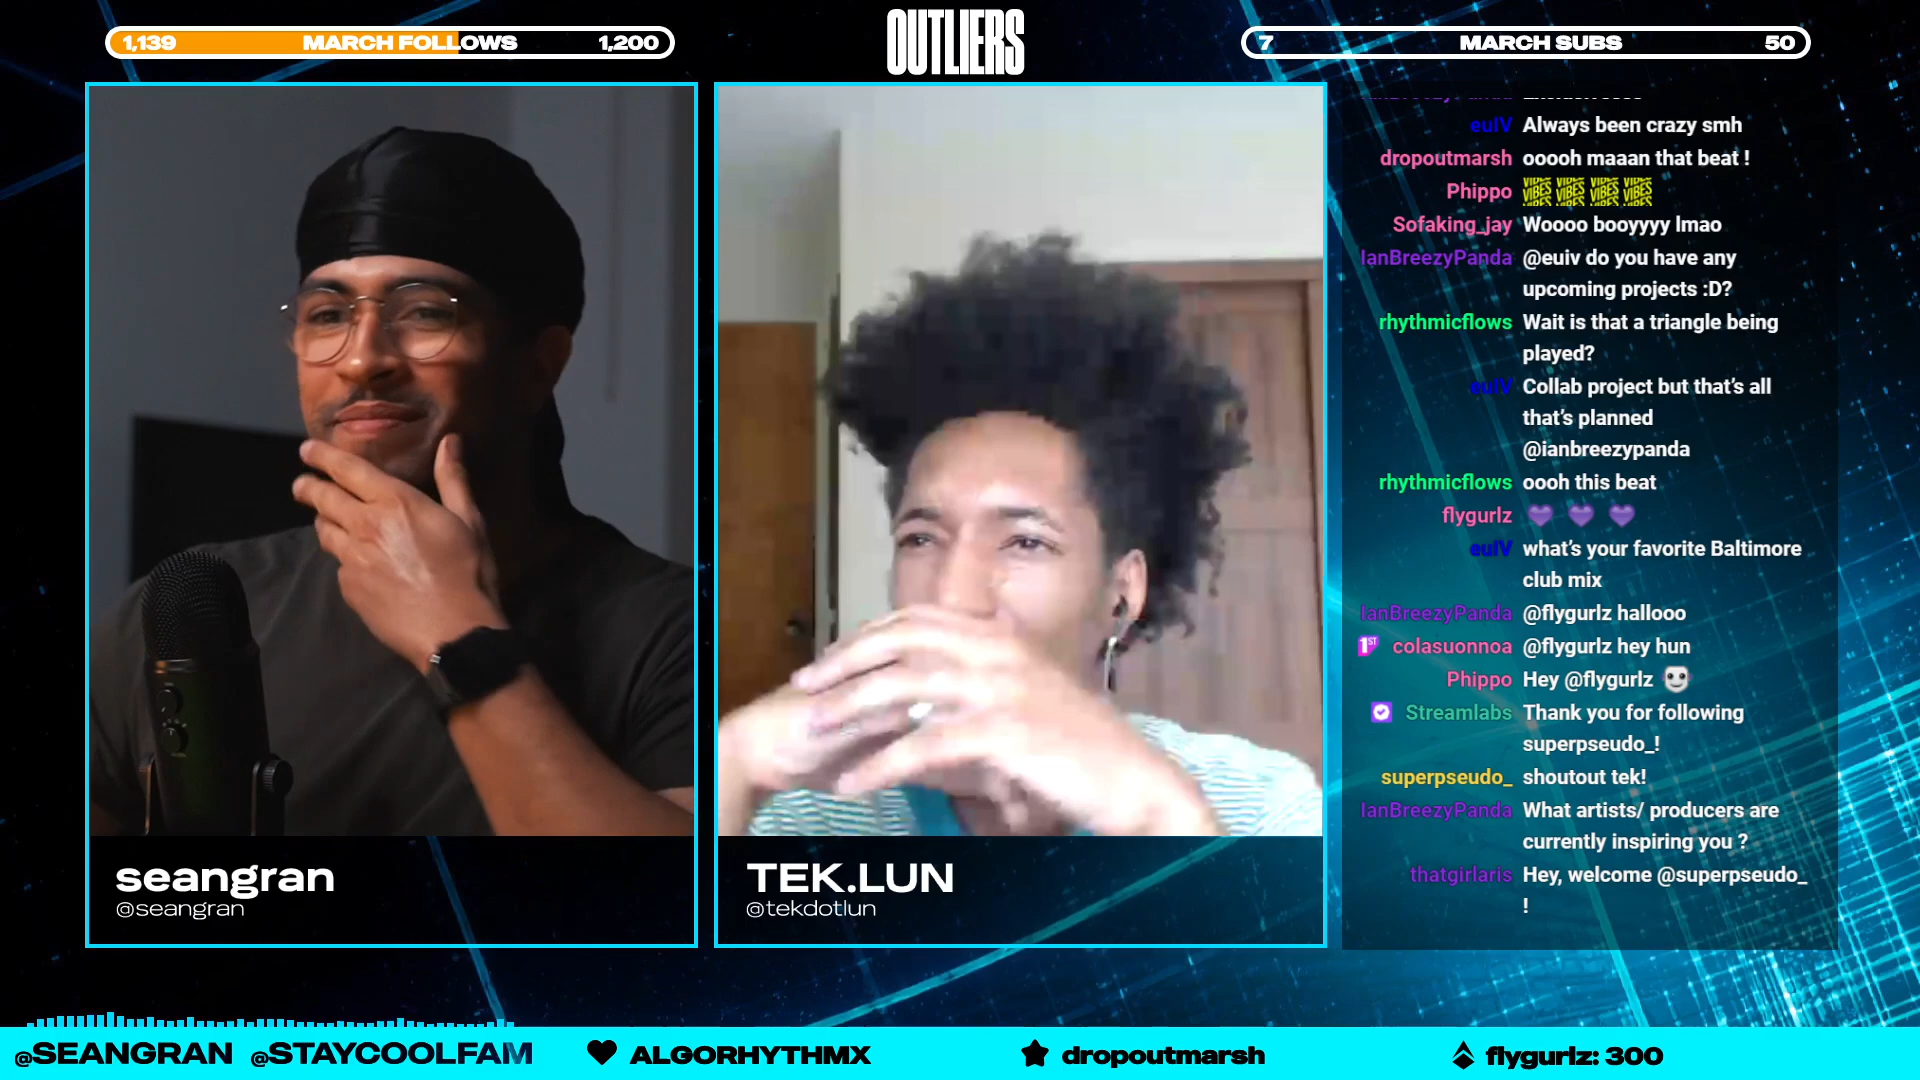 1,139 MARCH FOLLOWS 1,200
OUTLIERS
7 MARCH SUBS 50
euIV Always been crazy smh
dropoutmarsh ooooh maaan that beat !
Phippo VIBES VIBES VIBES VIBES
Sofaking_jay Woooo booyyyy lmao
IanBreezyPanda @euiv do you have any
upcoming projects :D?
rhythmicflows Wait is that a triangle being
played?
euIV Collab project but that’s all
that’s planned
@ianbreezypanda
rhythmicflows oooh this beat
flygurlz
euIV what’s your favorite Baltimore
club mix
IanBreezyPanda @flygurlz hallooo
1ST colasuonnoa @flygurlz hey hun
Phippo Hey @flygurlz
Streamlabs Thank you for following
superpseudo_!
superpseudo_ shoutout tek!
IanBreezyPanda What artists/ producers are
currently inspiring you ?
thatgirlaris Hey, welcome @superpseudo_
!
seangran
@seangran
TEK.LUN
@tekdotlun
@SEANGRAN @STAYCOOLFAM ALGORHYTHMX dropoutmarsh flygurlz: 300